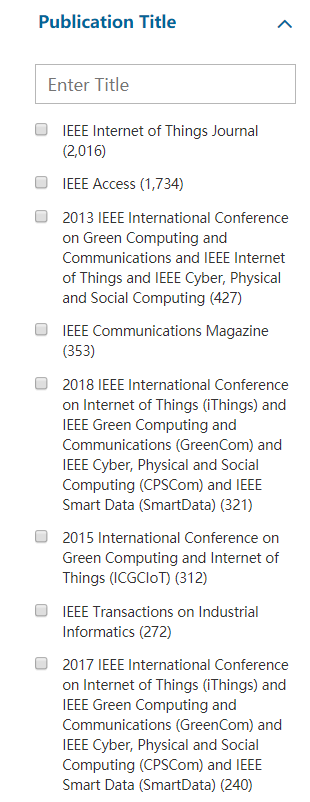 Publication Title
Enter Title
IEEE Internet of Things Journal
(2,016)
IEEE Access (1,734)
2013 IEEE International Conference
on Green Computing and
Communications and IEEE Internet
of Things and IEEE Cyber, Physical
and Social Computing (427)
IEEE Communications Magazine
(353)
2018 IEEE International Conference
on Internet of Things (iThings) and
IEEE Green Computing and
Communications (GreenCom) and
IEEE Cyber, Physical and Social
Computing (CPSCom) and IEEE
Smart Data (SmartData) (321)
2015 International Conference on
Green Computing and Internet of
Things (ICGCIoT) (312)
IEEE Transactions on Industrial
Informatics (272)
2017 IEEE International Conference
on Internet of Things (iThings) and
IEEE Green Computing and
Communications (GreenCom) and
IEEE Cyber, Physical and Social
Computing (CPSCom) and IEEE
Smart Data (SmartData) (240)